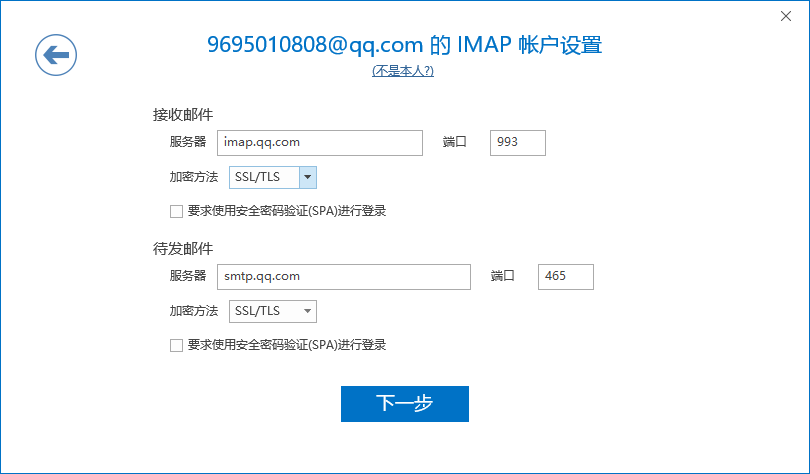 9695010808@qq.com 的 IMAP 帐户设置
(不是本人?)
接收邮件
服务器 imap.qq.com 端口 993
加密方法 SSL/TLS
要求使用安全密码验证(SPA)进行登录
待发邮件
服务器 smtp.qq.com 端口 465
加密方法 SSL/TLS
要求使用安全密码验证(SPA)进行登录
下一步